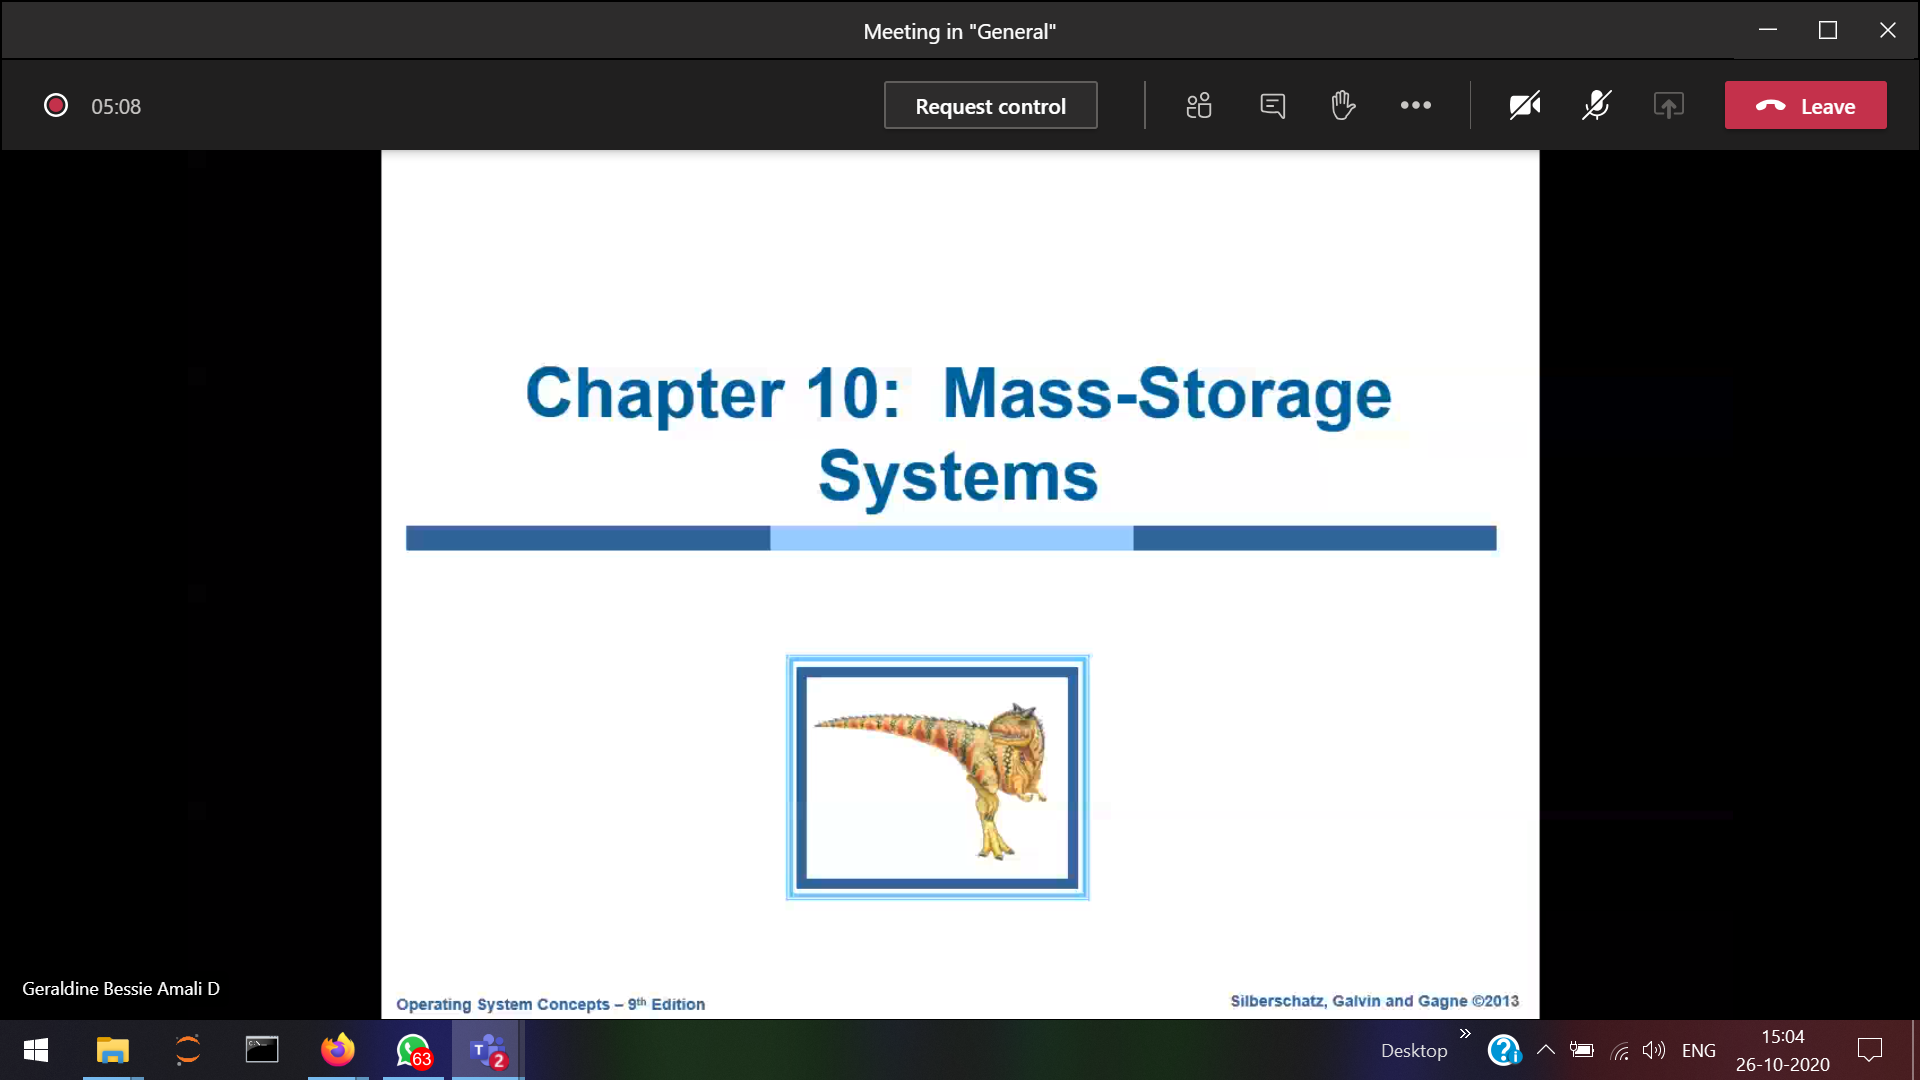 Meeting in "General"
05:08
Request control
Leave
Chapter 10: Mass-Storage
Systems
Geraldine Bessie Amali D
Operating System Concepts – 9th Edition
Silberschatz, Galvin and Gagne ©2013
63
T
2
Desktop
ENG
15:04
26-10-2020